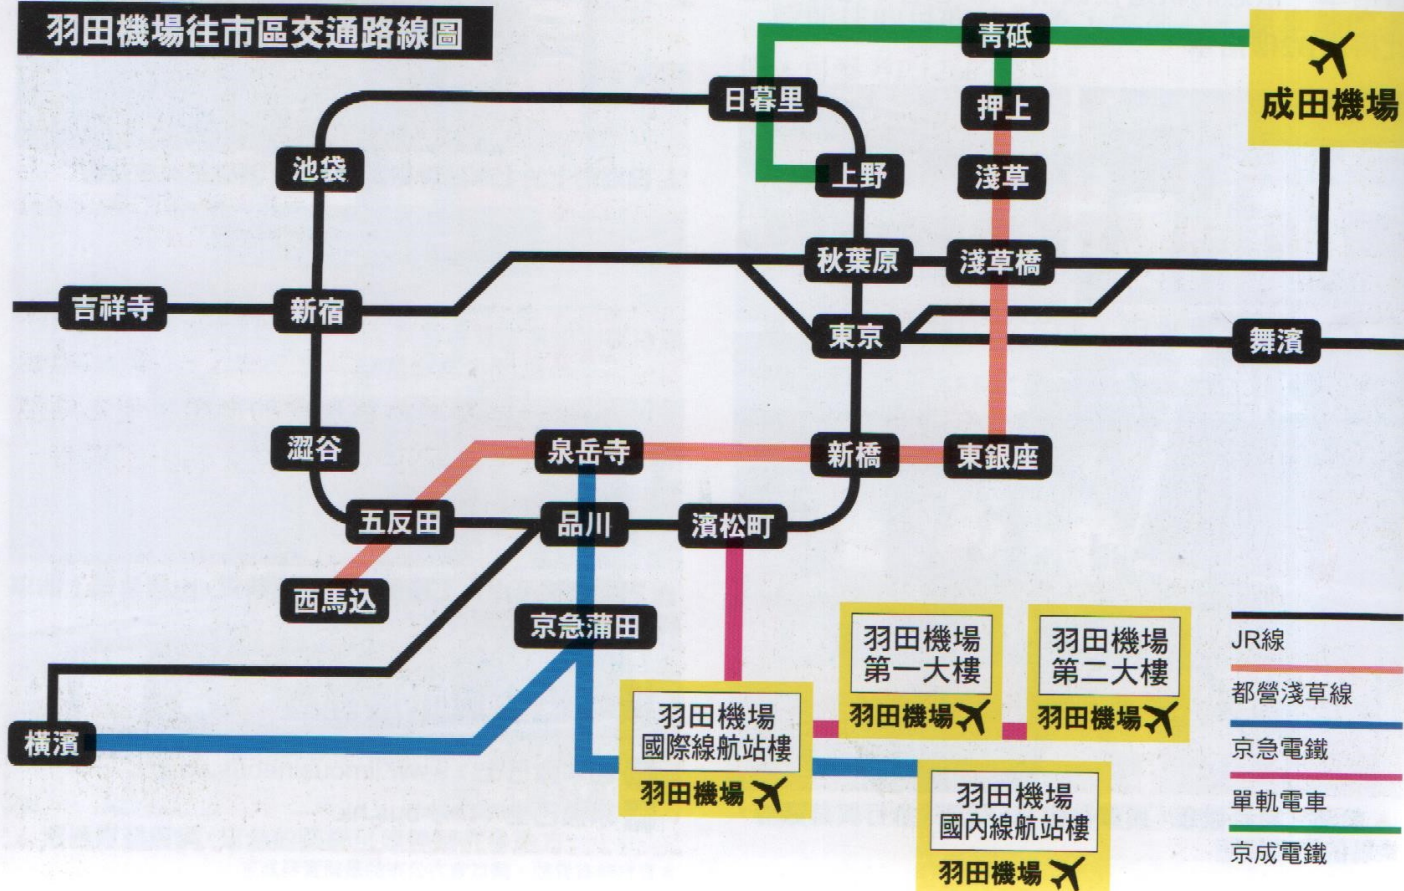 羽田機場往市區交通路線圖
青砥
成田機場
日暮里
押上
池袋
上野
淺草
秋葉原
淺草橋
吉祥寺
新宿
東京
舞濱
澀谷
泉岳寺
新橋
東銀座
五反田
品川
濱松町
西馬込
京急蒲田
橫濱
羽田機場
國際線航站樓
羽田機場
羽田機場
第一大樓
羽田機場
羽田機場
第二大樓
羽田機場
羽田機場
國內線航站樓
羽田機場
JR線
都營淺草線
京急電鐵
單軌電車
京成電鐵